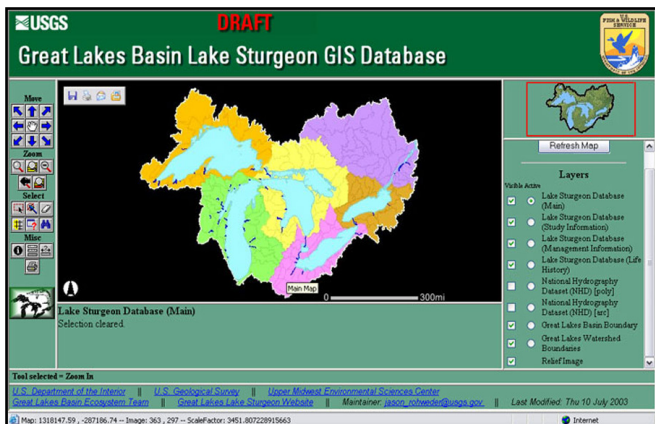 USGS
DRAFT
U.S.
FISH & WILDLIFE
SERVICE
Great Lakes Basin Lake Sturgeon GIS Database
Move
Zoom
Select
Misc
Main Map
0
300mi
Lake Sturgeon Database (Main)
Selection cleared.
Refresh Map
Layers
Visible Active
Lake Sturgeon Database
(Main)
Lake Sturgeon Database
(Study Information)
Lake Sturgeon Database
(Management Information)
Lake Sturgeon Database (Life
History)
National Hydrography
Dataset (NHD) [poly]
National Hydrography
Dataset (NHD) [arc]
Great Lakes Basin Boundary
Great Lakes Watershed
Boundaries
Relief Image
Tool selected = Zoom In
U.S. Department of the Interior || U.S. Geological Survey || Upper Midwest Environmental Sciences Center
Great Lakes Basin Ecosystem Team || Great Lakes Lake Sturgeon Website || Maintainer: jason_rohweder@usgs.gov || Last Modified: Thu 10 July 2003
Map: 1318147.59 , -287186.74 -- Image: 363 , 297 -- ScaleFactor: 3451.807228915663
Internet